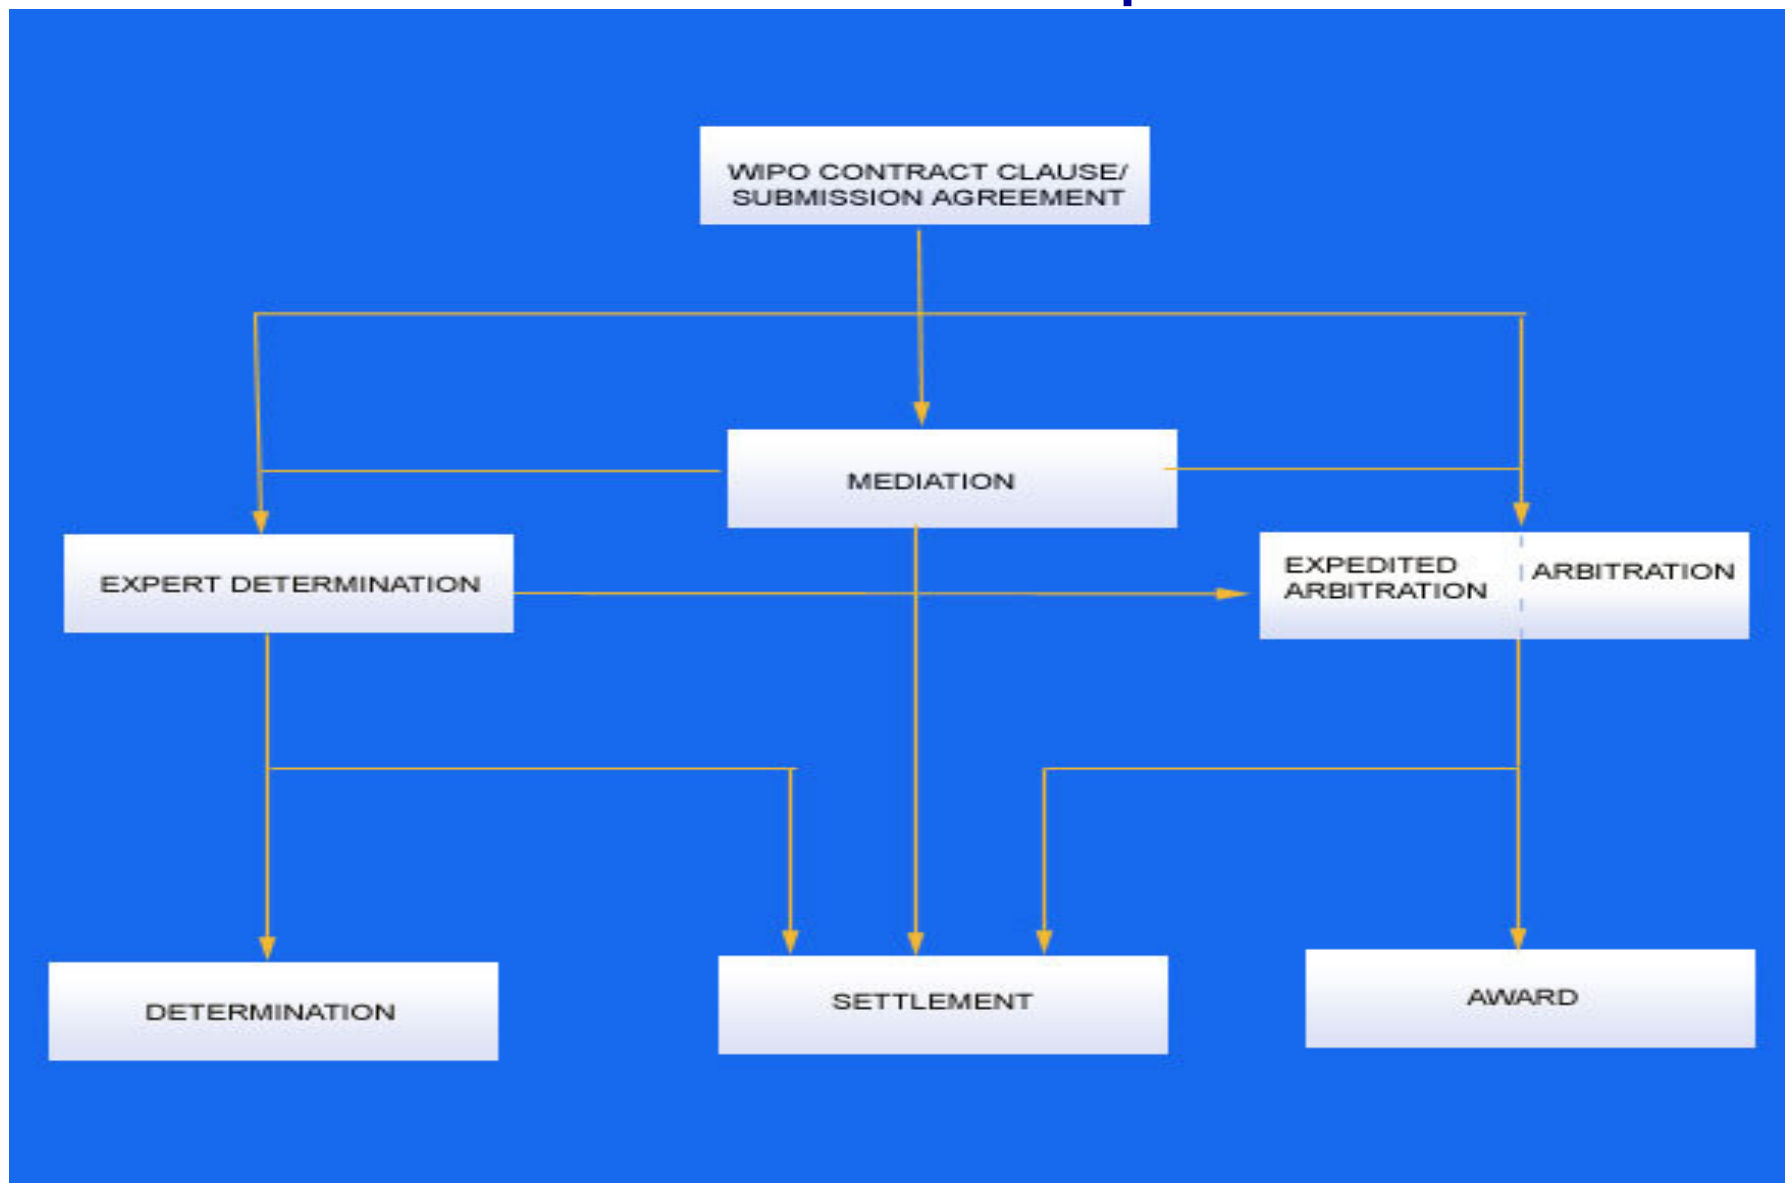 WIPO CONTRACT CLAUSE/
SUBMISSION AGREEMENT
MEDIATION
EXPERT DETERMINATION
EXPEDITED
ARBITRATION
ARBITRATION
DETERMINATION
SETTLEMENT
AWARD